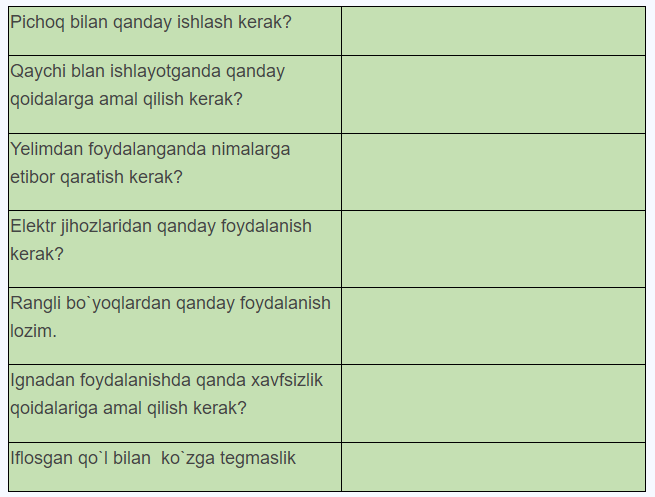 Pichoq bilan qanday ishlash kerak?
Qaychi blan ishlayotganda qanday
qoidalarga amal qilish kerak?
Yelimdan foydalanganda nimalarga
etibor qaratish kerak?
Elektr jihozlaridan qanday foydalanish
kerak?
Rangli bo`yoqlardan qanday foydalanish
lozim.
Ignadan foydalanishda qanda xavfsizlik
qoidalariga amal qilish kerak?
Iflosgan qo`l bilan  ko`zga tegmaslik